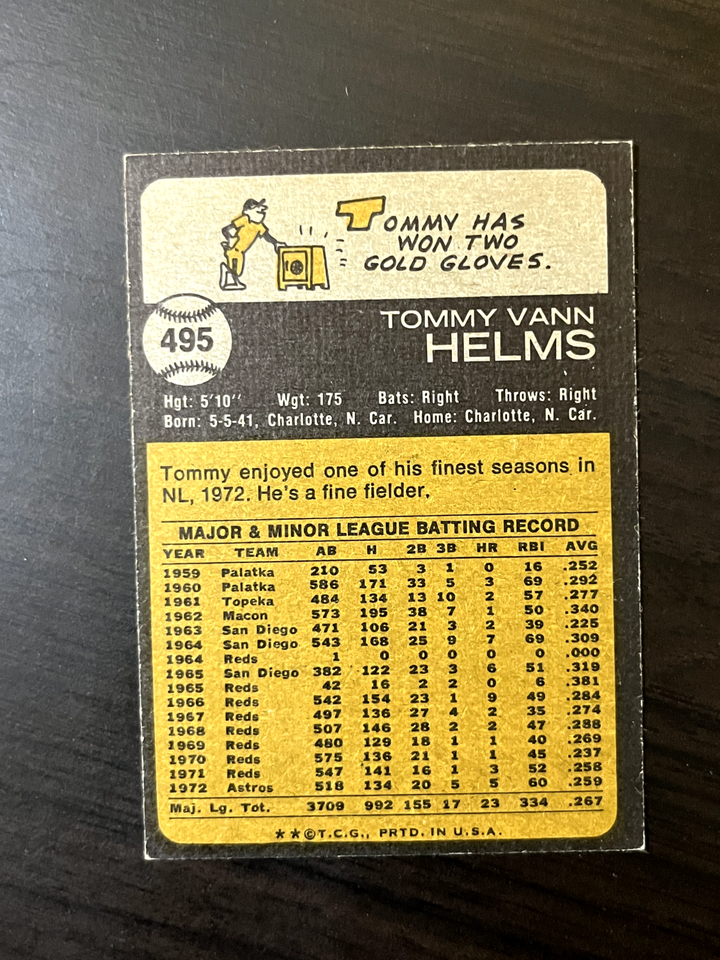 TOMMY HAS
WON TWO
GOLD GLOVES.
495
TOMMY VANN
HELMS
Hgt: 5'10" Wgt: 175 Bats: Right Throws: Right
Born: 5-5-41, Charlotte, N. Car. Home: Charlotte, N. Car.
Tommy enjoyed one of his finest seasons in
NL, 1972. He's a fine fielder.
MAJOR & MINOR LEAGUE BATTING RECORD
YEAR TEAM AB H 2B 3B HR RBI AVG
1959 Palatka 210 53 3 1 0 16 .252
1960 Palatka 586 171 33 5 3 69 .292
1961 Topeka 484 134 13 10 2 57 .277
1962 Macon 573 195 38 7 1 50 .340
1963 San Diego 471 106 21 3 2 39 .225
1964 San Diego 543 168 25 9 7 69 .309
1964 Reds 1 0 0 0 0 0 .000
1965 San Diego 382 122 23 3 6 51 .319
1965 Reds 42 16 2 2 0 6 .381
1966 Reds 542 154 23 1 9 49 .284
1967 Reds 497 136 27 4 2 35 .274
1968 Reds 507 146 28 2 2 47 .288
1969 Reds 480 129 18 1 1 40 .269
1970 Reds 575 136 21 1 1 45 .237
1971 Reds 547 141 16 1 3 52 .258
1972 Astros 518 134 20 5 5 60 .259
Maj. Lg. Tot. 3709 992 155 17 23 334 .267
**©T.C.G., PRTD. IN U.S.A.